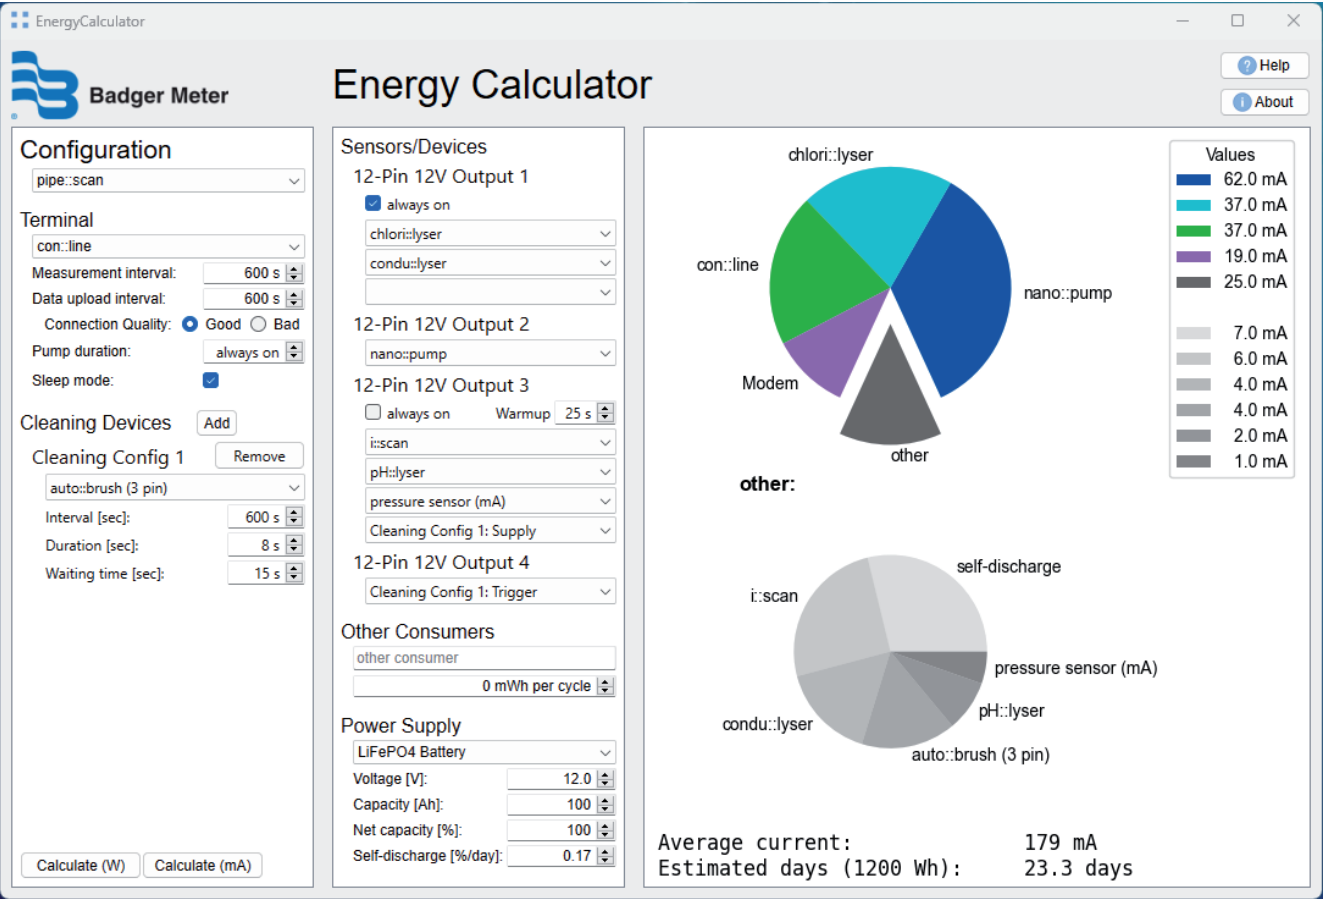 EnergyCalculator
Badger Meter
®
Energy Calculator
Help
About
Configuration
pipe::scan
Terminal
con::line
Measurement interval: 600 s
Data upload interval: 600 s
Connection Quality: Good Bad
Pump duration: always on
Sleep mode:
Cleaning Devices Add
Cleaning Config 1 Remove
auto::brush (3 pin)
Interval [sec]: 600 s
Duration [sec]: 8 s
Waiting time [sec]: 15 s
Calculate (W) Calculate (mA)
Sensors/Devices
12-Pin 12V Output 1
always on
chlori::lyser
condu::lyser
12-Pin 12V Output 2
nano::pump
12-Pin 12V Output 3
always on Warmup 25 s
i::scan
pH::lyser
pressure sensor (mA)
Cleaning Config 1: Supply
12-Pin 12V Output 4
Cleaning Config 1: Trigger
Other Consumers
other consumer
0 mWh per cycle
Power Supply
LiFePO4 Battery
Voltage [V]: 12.0
Capacity [Ah]: 100
Net capacity [%]: 100
Self-discharge [%/day]: 0.17
chlori::lyser
con::line
nano::pump
Modem
other
Values
62.0 mA
37.0 mA
37.0 mA
19.0 mA
25.0 mA
7.0 mA
6.0 mA
4.0 mA
4.0 mA
2.0 mA
1.0 mA
other:
self-discharge
i::scan
pressure sensor (mA)
pH::lyser
condu::lyser
auto::brush (3 pin)
Average current: 179 mA
Estimated days (1200 Wh): 23.3 days